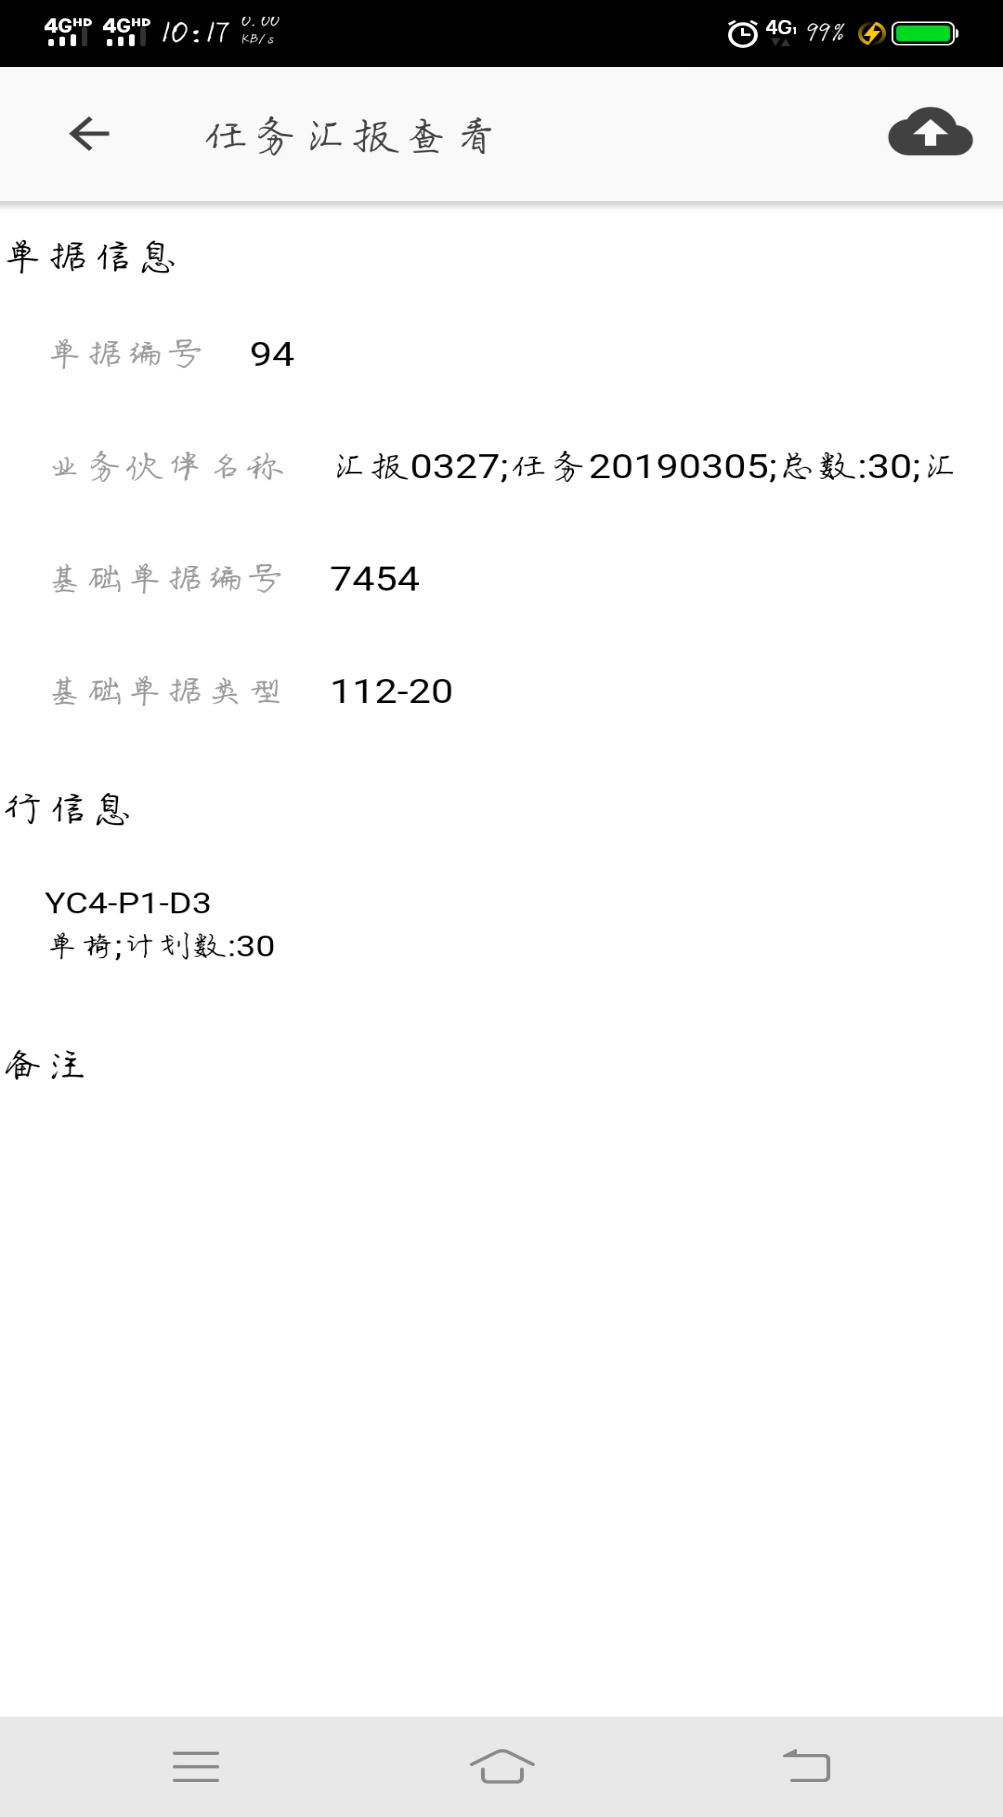 4GHD 4GHD 10:17 0.00 KB/s 4G1 99%
任务汇报查看
单据信息
单据编号 94
业务伙伴名称 汇报0327;任务20190305;总数:30;汇
基础单据编号 7454
基础单据类型 112-20
行信息
YC4-P1-D3
单椅;计划数:30
备注